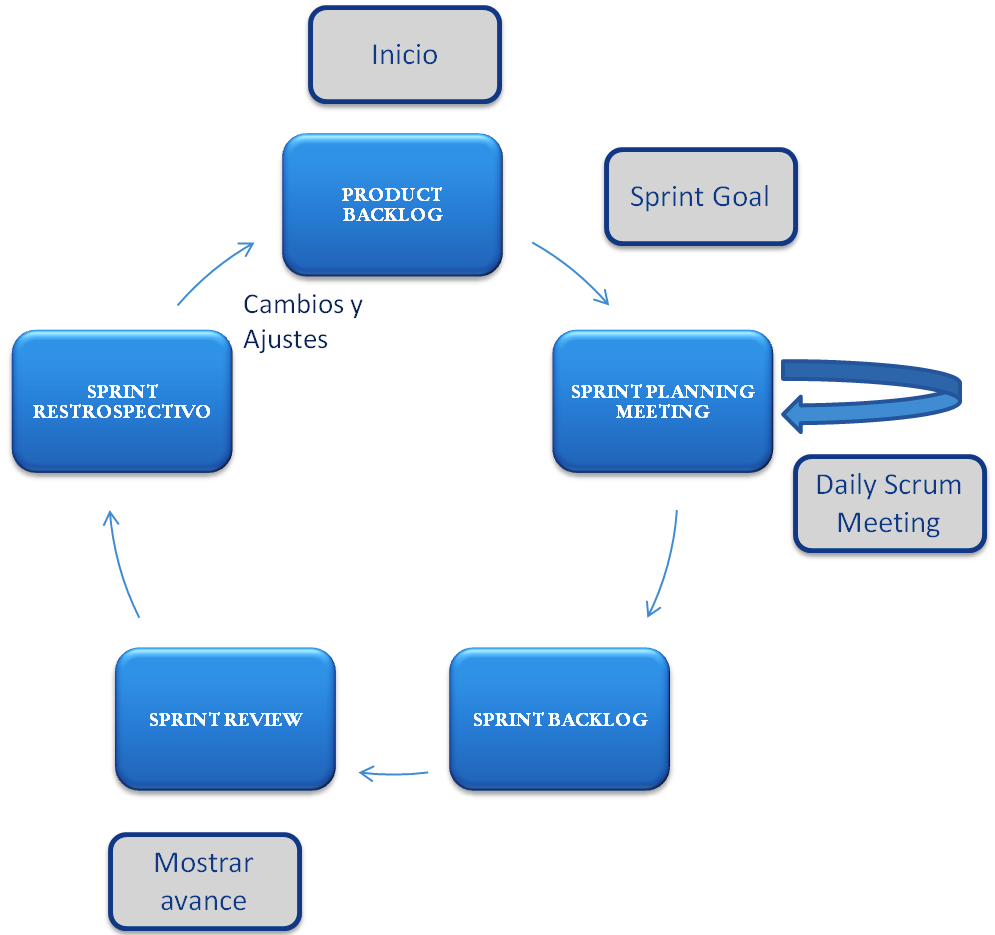 Inicio
PRODUCT
BACKLOG
Sprint Goal
Cambios y
Ajustes
SPRINT
RESTROSPECTIVO
SPRINT PLANNING
MEETING
Daily Scrum
Meeting
SPRINT REVIEW
SPRINT BACKLOG
Mostrar
avance